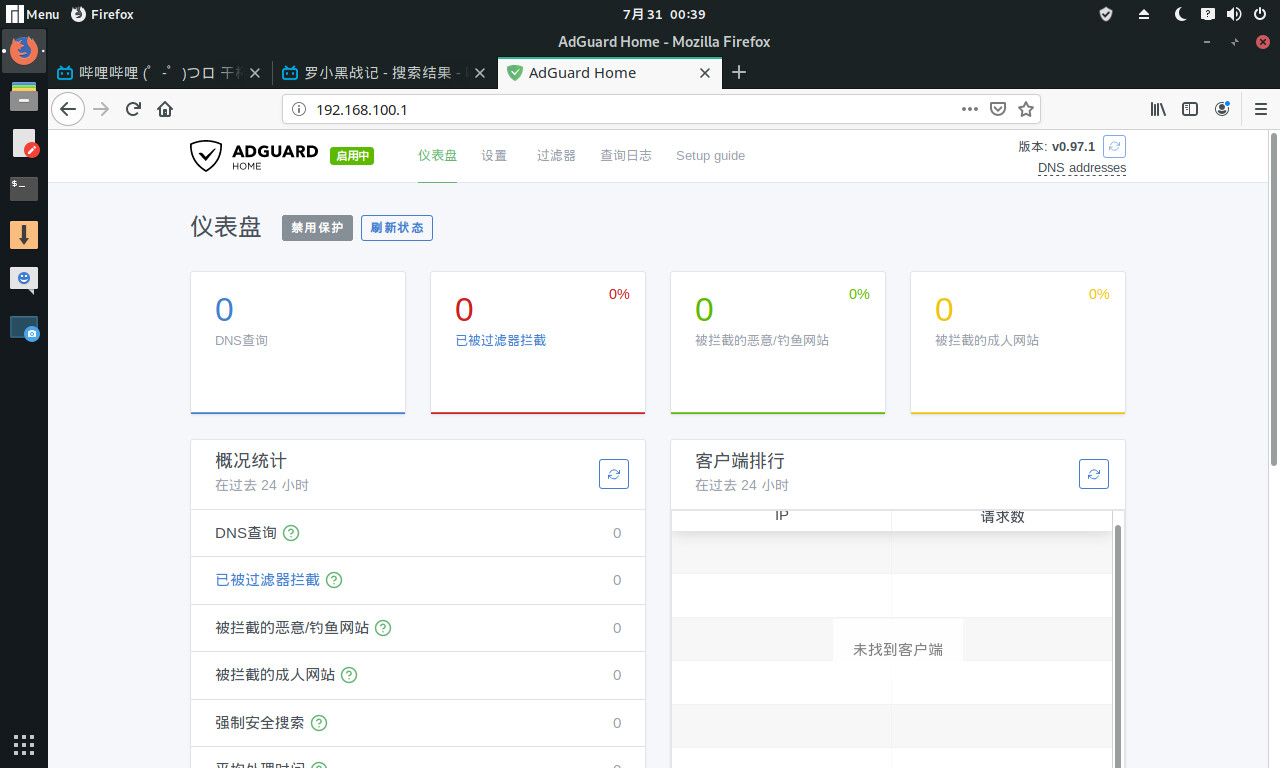 Menu Firefox 7月31 00:39
AdGuard Home - Mozilla Firefox
哔哩哔哩 (゜-゜)つロ 干 罗小黑战记 - 搜索结果 - AdGuard Home
192.168.100.1
ADGUARD HOME 启用中 仪表盘 设置 过滤器 查询日志 Setup guide 版本: v0.97.1
DNS addresses
仪表盘 禁用保护 刷新状态
0 0 0% 0 0% 0 0%
DNS查询 已被过滤器拦截 被拦截的恶意/钓鱼网站 被拦截的成人网站
概况统计
在过去 24 小时
DNS查询 ? 0
已被过滤器拦截 ? 0
被拦截的恶意/钓鱼网站 ? 0
被拦截的成人网站 ? 0
强制安全搜索 ? 0
平均处理时间 ? 0
客户端排行
在过去 24 小时
IP 请求数
未找到客户端